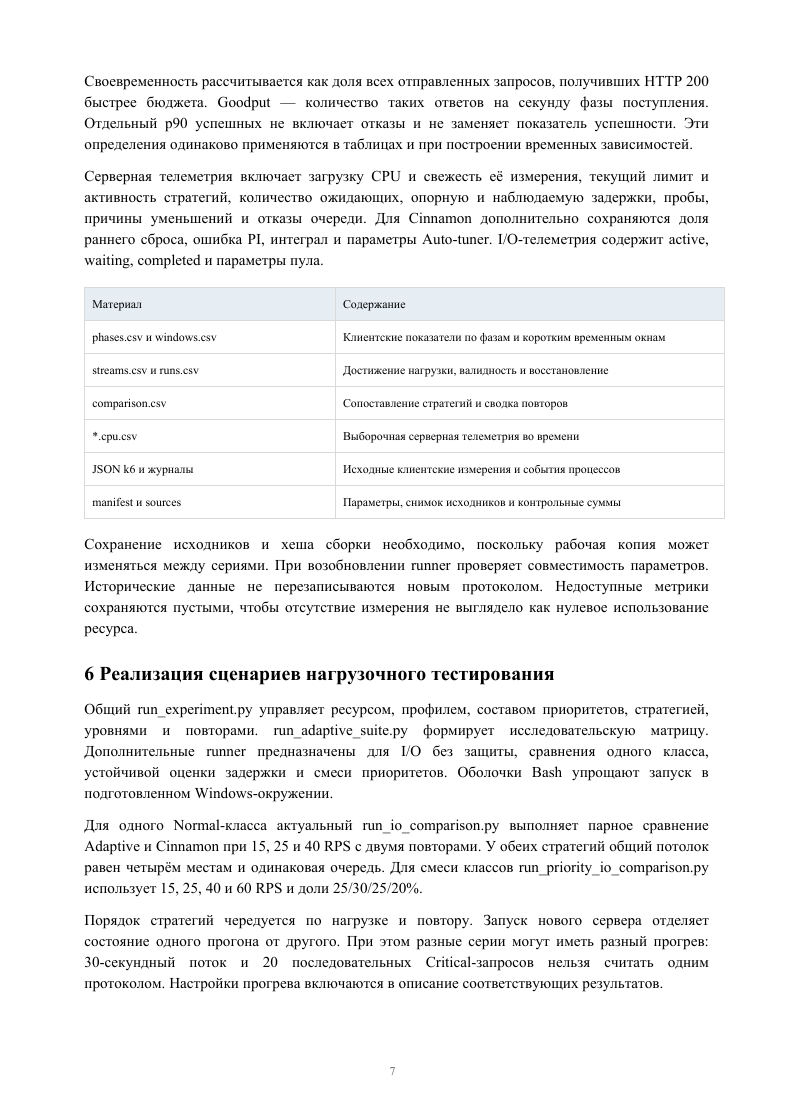 Своевременность рассчитывается как доля всех отправленных запросов, получивших HTTP 200
быстрее бюджета. Goodput — количество таких ответов на секунду фазы поступления.
Отдельный p90 успешных не включает отказы и не заменяет показатель успешности. Эти
определения одинаково применяются в таблицах и при построении временных зависимостей.
Серверная телеметрия включает загрузку CPU и свежесть её измерения, текущий лимит и
активность стратегий, количество ожидающих, опорную и наблюдаемую задержки, пробы,
причины уменьшений и отказы очереди. Для Cinnamon дополнительно сохраняются доля
раннего сброса, ошибка PI, интеграл и параметры Auto-tuner. I/O-телеметрия содержит active,
waiting, completed и параметры пула.
Материал Содержание
phases.csv и windows.csv Клиентские показатели по фазам и коротким временным окнам
streams.csv и runs.csv Достижение нагрузки, валидность и восстановление
comparison.csv Сопоставление стратегий и сводка повторов
*.cpu.csv Выборочная серверная телеметрия во времени
JSON k6 и журналы Исходные клиентские измерения и события процессов
manifest и sources Параметры, снимок исходников и контрольные суммы
Сохранение исходников и хеша сборки необходимо, поскольку рабочая копия может
изменяться между сериями. При возобновлении runner проверяет совместимость параметров.
Исторические данные не перезаписываются новым протоколом. Недоступные метрики
сохраняются пустыми, чтобы отсутствие измерения не выглядело как нулевое использование
ресурса.
6 Реализация сценариев нагрузочного тестирования
Общий run_experiment.py управляет ресурсом, профилем, составом приоритетов, стратегией,
уровнями и повторами. run_adaptive_suite.py формирует исследовательскую матрицу.
Дополнительные runner предназначены для I/O без защиты, сравнения одного класса,
устойчивой оценки задержки и смеси приоритетов. Оболочки Bash упрощают запуск в
подготовленном Windows-окружении.
Для одного Normal-класса актуальный run_io_comparison.py выполняет парное сравнение
Adaptive и Cinnamon при 15, 25 и 40 RPS с двумя повторами. У обеих стратегий общий потолок
равен четырём местам и одинаковая очередь. Для смеси классов run_priority_io_comparison.py
использует 15, 25, 40 и 60 RPS и доли 25/30/25/20%.
Порядок стратегий чередуется по нагрузке и повтору. Запуск нового сервера отделяет
состояние одного прогона от другого. При этом разные серии могут иметь разный прогрев:
30-секундный поток и 20 последовательных Critical-запросов нельзя считать одним
протоколом. Настройки прогрева включаются в описание соответствующих результатов.
7